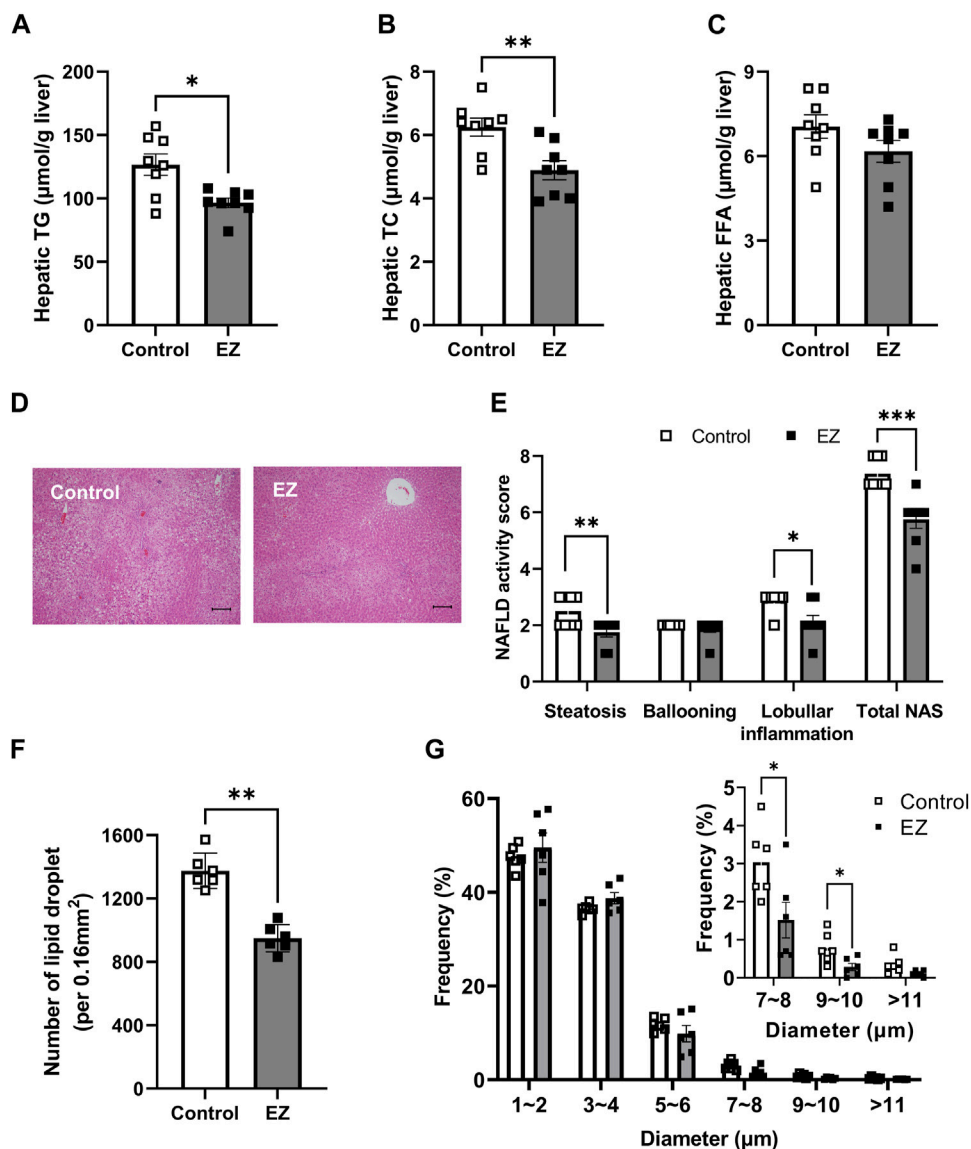 A
Hepatic TG (μmol/g liver)
200
150
100
50
0
*
Control
EZ
B
Hepatic TC (μmol/g liver)
8
6
4
2
0
**
Control
EZ
C
Hepatic FFA (μmol/g liver)
9
6
3
0
Control
EZ
D
Control
EZ
E
Control
EZ
NAFLD activity score
8
6
4
2
0
**
*
***
Steatosis
Ballooning
Lobullar
inflammation
Total NAS
F
Number of lipid droplet
(per 0.16mm²)
1600
1200
800
400
0
**
Control
EZ
G
Frequency (%)
60
40
20
0
1~2
3~4
5~6
7~8
9~10
>11
Diameter (μm)
Frequency (%)
5
4
3
2
1
0
*
*
7~8
9~10
>11
Diameter (μm)
Control
EZ